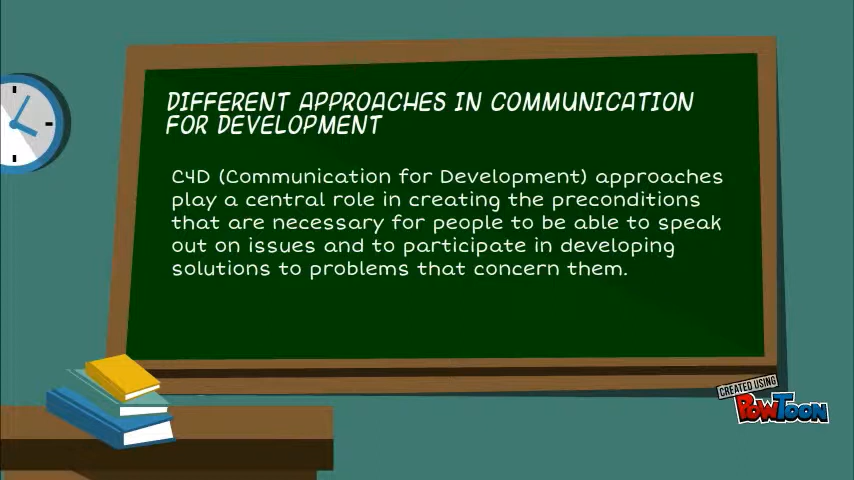 DIFFERENT APPROACHES IN COMMUNICATION
FOR DEVELOPMENT
C4D (Communication for Development) approaches
play a central role in creating the preconditions
that are necessary for people to be able to speak
out on issues and to participate in developing
solutions to problems that concern them.
CREATED USING
PowToon